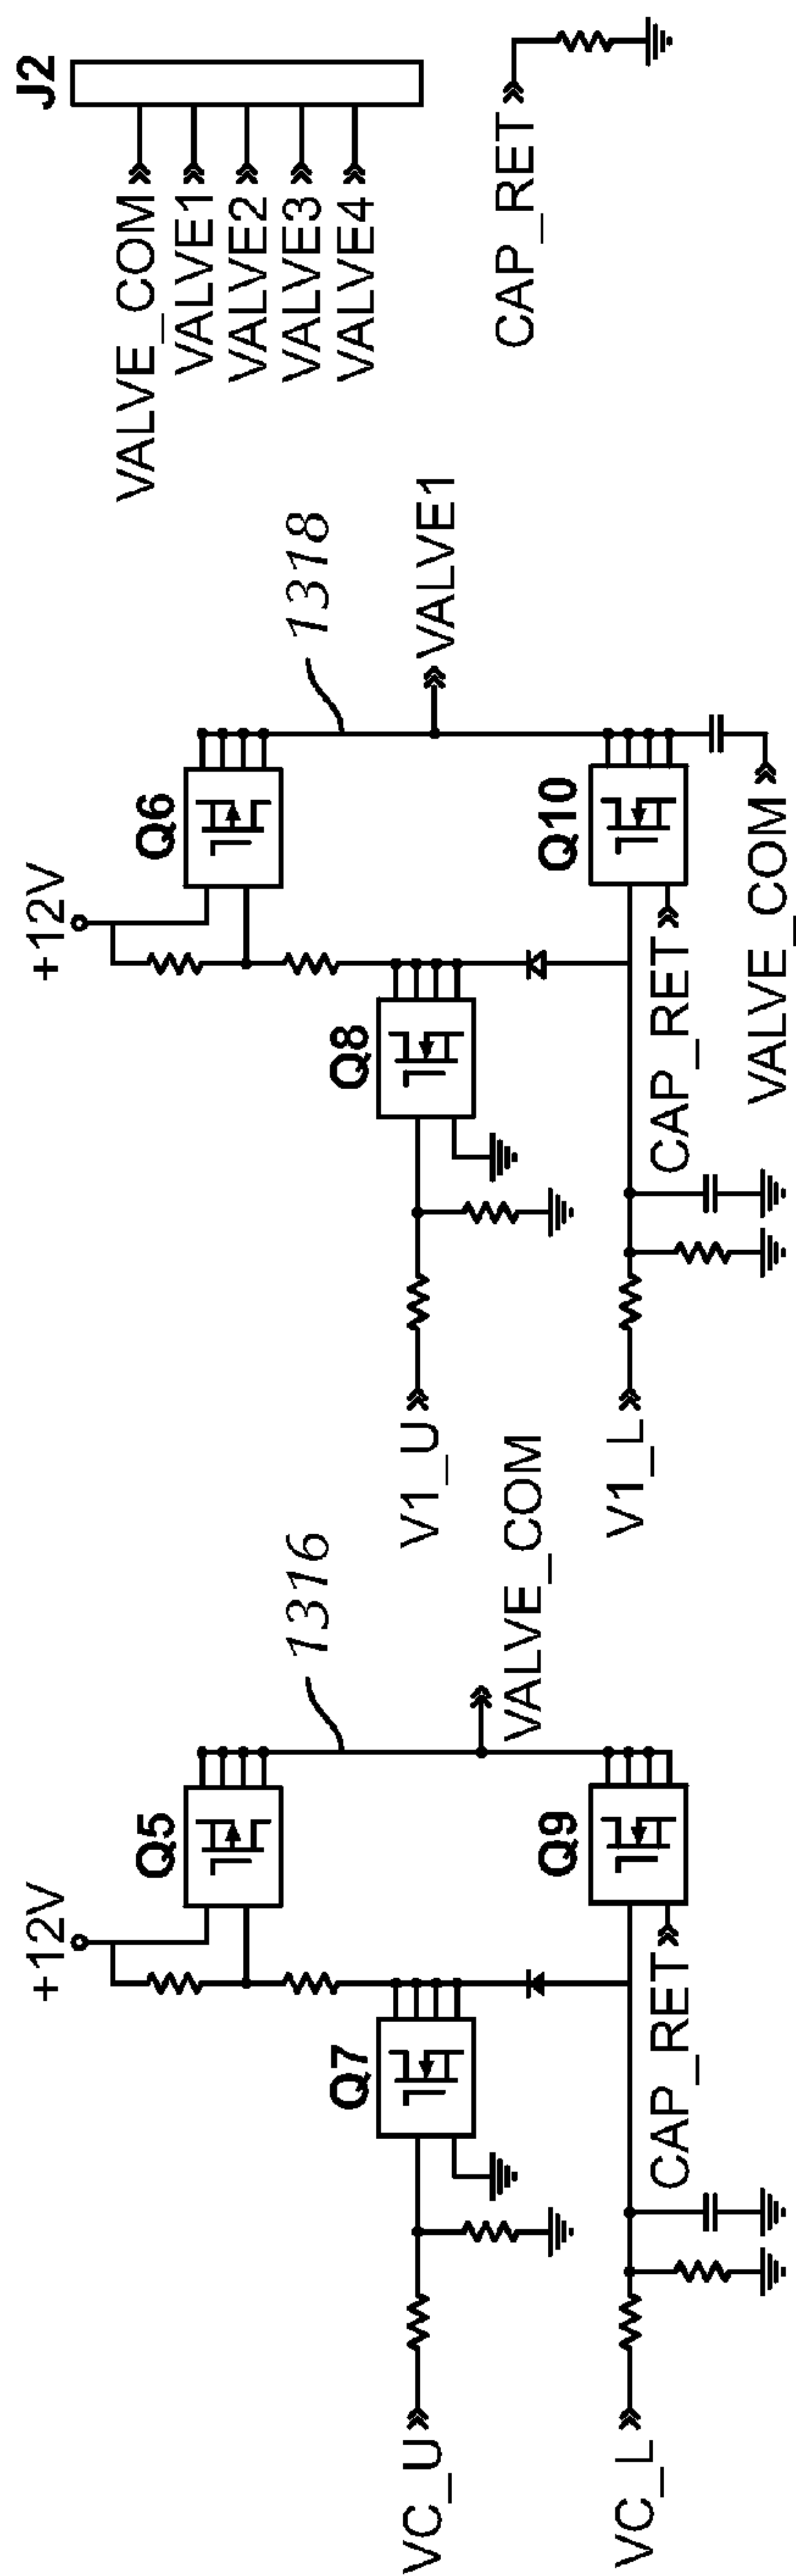 +12V
Q5
1316
VC_U
Q7
VALVE_COM
Q9
VC_L
CAP_RET
+12V
Q6
1318
V1_U
Q8
VALVE1
Q10
V1_L
CAP_RET
VALVE_COM
J2
VALVE_COM
VALVE1
VALVE2
VALVE3
VALVE4
CAP_RET